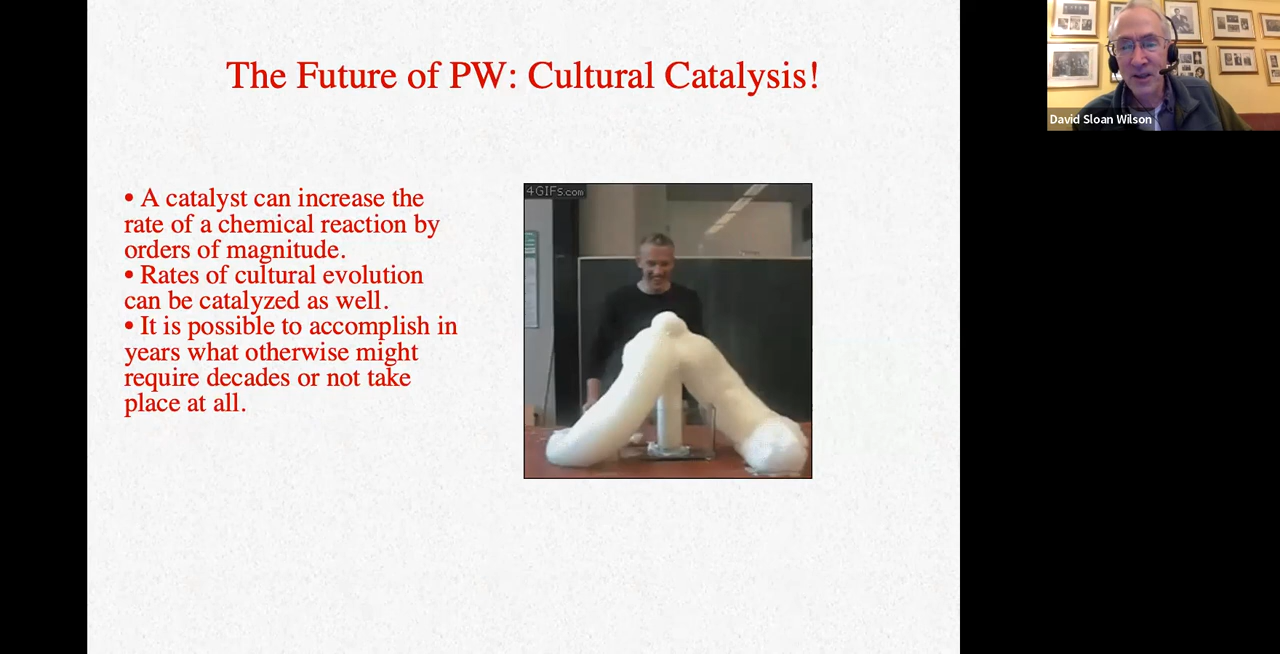 The Future of PW: Cultural Catalysis!
• A catalyst can increase the
rate of a chemical reaction by
orders of magnitude.
• Rates of cultural evolution
can be catalyzed as well.
• It is possible to accomplish in
years what otherwise might
require decades or not take
place at all.
4GIFs.com
David Sloan Wilson